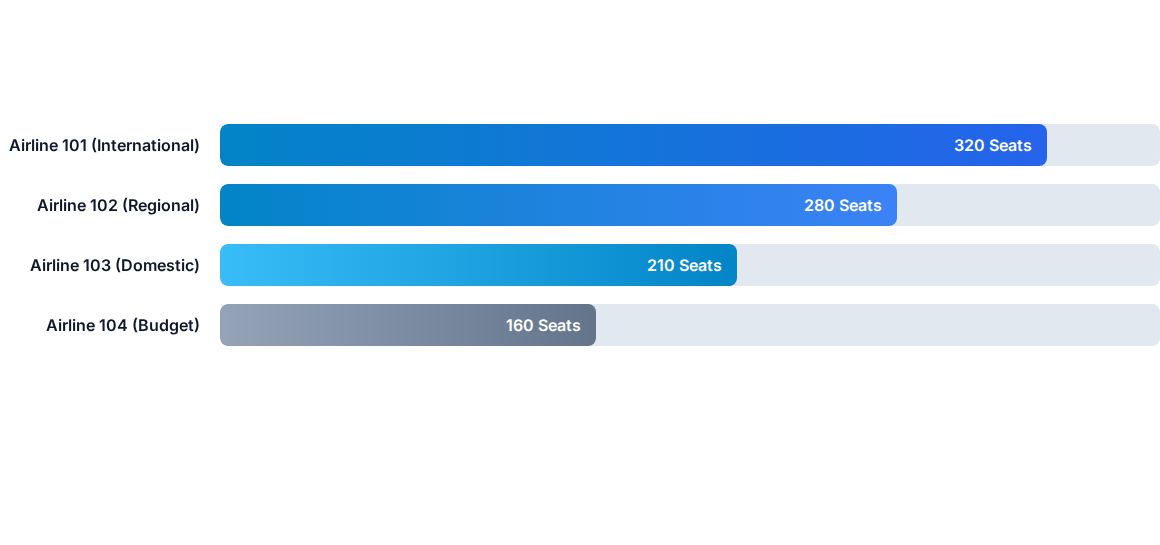 Airline 101 (International) 320 Seats
Airline 102 (Regional) 280 Seats
Airline 103 (Domestic) 210 Seats
Airline 104 (Budget) 160 Seats